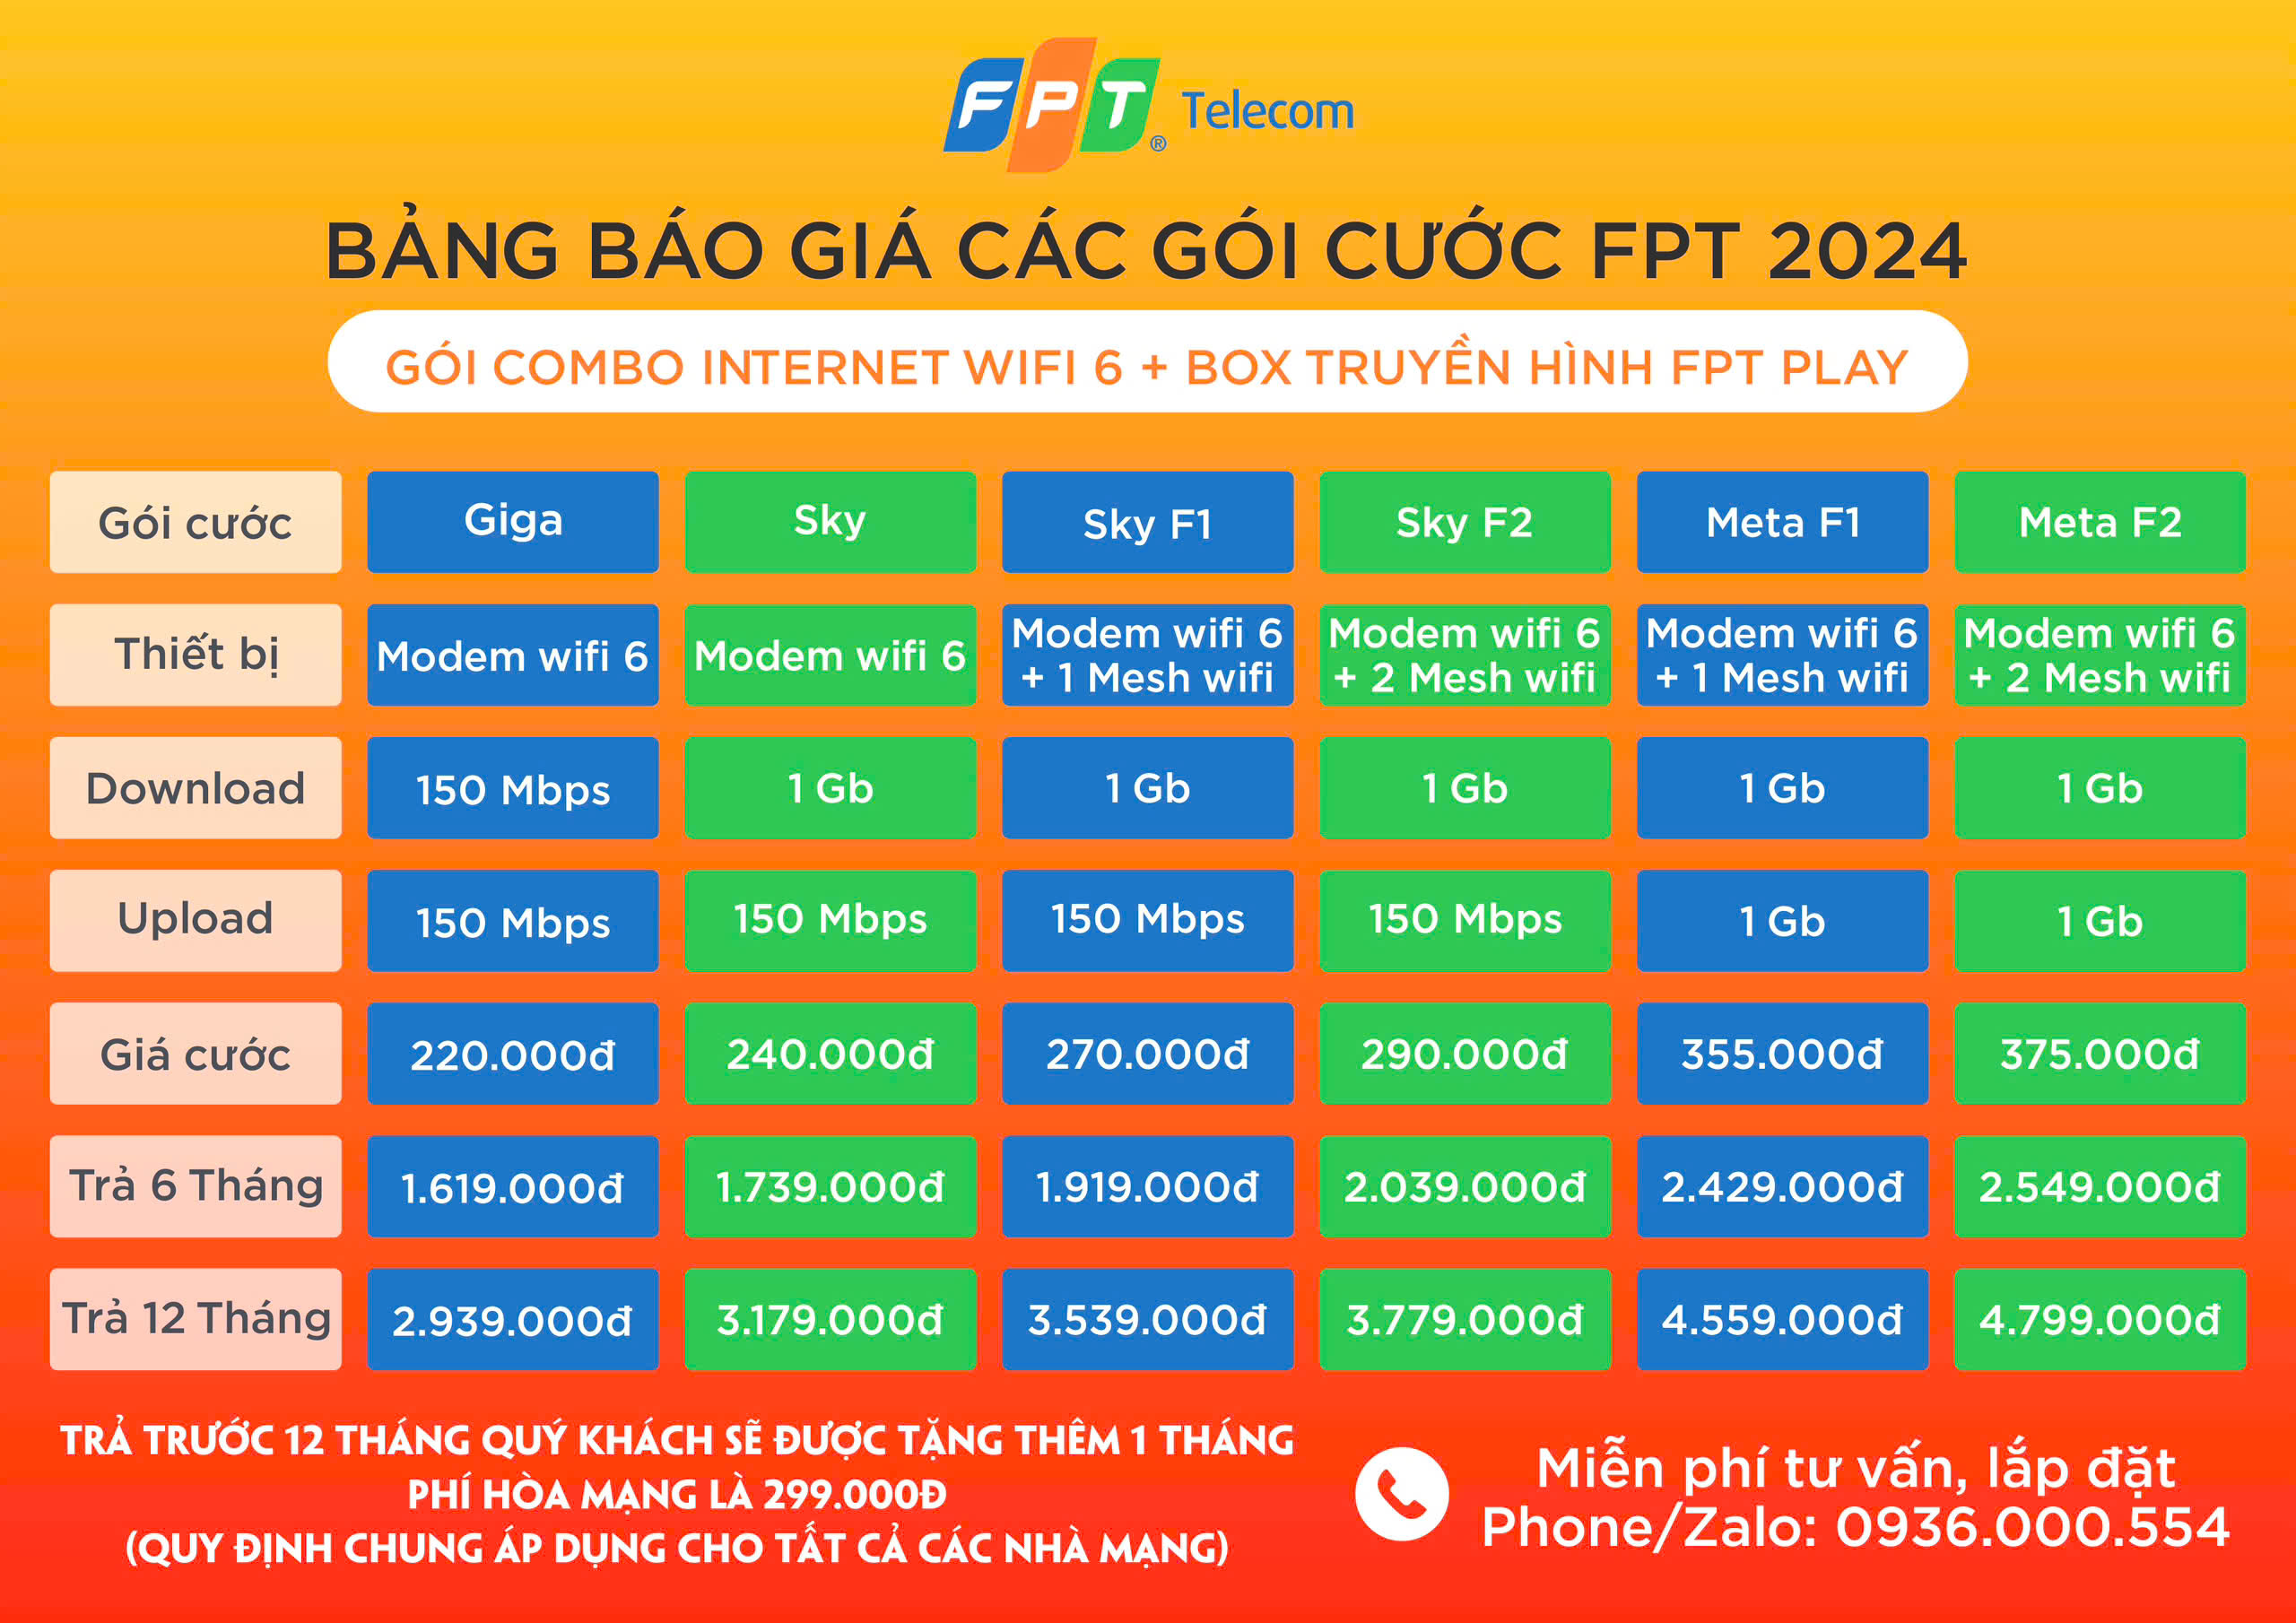 FPT® Telecom
BẢNG BÁO GIÁ CÁC GÓI CƯỚC FPT 2024
GÓI COMBO INTERNET WIFI 6 + BOX TRUYỀN HÌNH FPT PLAY
Gói cước Giga Sky Sky F1 Sky F2 Meta F1 Meta F2
Thiết bị Modem wifi 6 Modem wifi 6 Modem wifi 6 + 1 Mesh wifi Modem wifi 6 + 2 Mesh wifi Modem wifi 6 + 1 Mesh wifi Modem wifi 6 + 2 Mesh wifi
Download 150 Mbps 1 Gb 1 Gb 1 Gb 1 Gb 1 Gb
Upload 150 Mbps 150 Mbps 150 Mbps 150 Mbps 1 Gb 1 Gb
Giá cước 220.000đ 240.000đ 270.000đ 290.000đ 355.000đ 375.000đ
Trả 6 Tháng 1.619.000đ 1.739.000đ 1.919.000đ 2.039.000đ 2.429.000đ 2.549.000đ
Trả 12 Tháng 2.939.000đ 3.179.000đ 3.539.000đ 3.779.000đ 4.559.000đ 4.799.000đ
TRẢ TRƯỚC 12 THÁNG QUÝ KHÁCH SẼ ĐƯỢC TẶNG THÊM 1 THÁNG
PHÍ HÒA MẠNG LÀ 299.000Đ
(QUY ĐỊNH CHUNG ÁP DỤNG CHO TẤT CẢ CÁC NHÀ MẠNG)
Miễn phí tư vấn, lắp đặt
Phone/Zalo: 0936.000.554